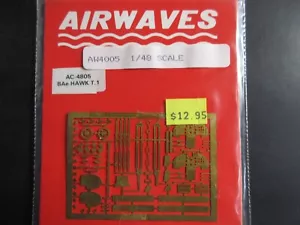 AIRWAVES
AW4005 1/48 SCALE
AC 4805
BAe HAWK T.1
$12.95